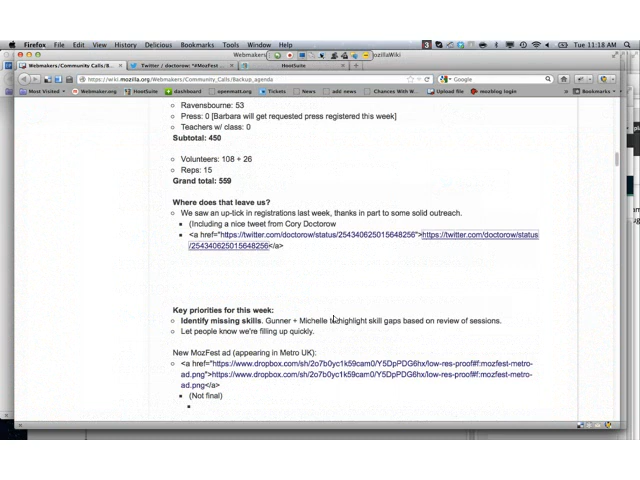 Firefox File Edit View History Bookmarks Tools Window Help Tue 11:18 AM
Webmakers
ozillaWiki
Webmakers/Community_Calls/B... Twitter / doctorow: "#MozFest ... HootSuite
https://wiki.mozilla.org/Webmakers/Community_Calls/Backup_agenda Google
Most Visited Webmaker.org HootSuite dashboard openmatt.org Tickets News add news Chances With W... Upload file mozblog login Bookmarks
Ravensbourne: 53
Press: 0 [Barbara will get requested press registered this week]
Teachers w/ class: 0
Subtotal: 450
Volunteers: 108 + 26
Reps: 15
Grand total: 559
Where does that leave us?
We saw an up-tick in registrations last week, thanks in part to some solid outreach.
(Including a nice tweet from Cory Doctorow
<a href="https://twitter.com/doctorow/status/254340625015648256">https://twitter.com/doctorow/status
/254340625015648256</a>
Key priorities for this week:
Identify missing skills. Gunner + Michelle to highlight skill gaps based on review of sessions.
Let people know we're filling up quickly.
New MozFest ad (appearing in Metro UK):
<a href="https://www.dropbox.com/sh/2o7b0yc1k59cam0/Y5DpPDG6hx/low-res-proof#f:mozfest-metro-
ad.png">https://www.dropbox.com/sh/2o7b0yc1k59cam0/Y5DpPDG6hx/low-res-proof#f:mozfest-metro-
ad.png</a>
(Not final)